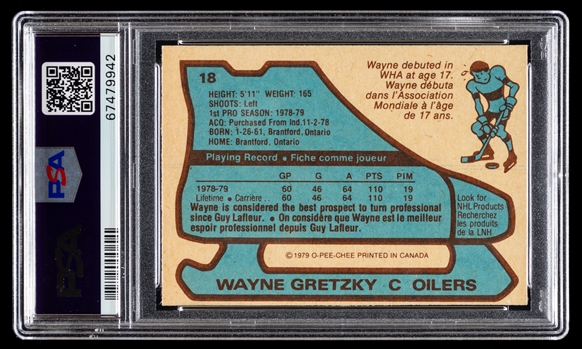 67479942
PSA
PSA
18
HEIGHT: 5'11" WEIGHT: 165
SHOOTS: Left
1st PRO SEASON: 1978-79
ACQ: Purchased From Ind.11-2-78
BORN: 1-26-61, Brantford, Ontario
HOME: Brantford, Ontario
Wayne debuted in
WHA at age 17.
Wayne débuta
dans l'Association
Mondiale à l'âge
de 17 ans.
Playing Record • Fiche comme joueur
GP G A PTS PIM
1978-79 60 46 64 110 19
Lifetime • Carrière... 60 46 64 110 19
Wayne is considered the best prospect to turn professional
since Guy Lafleur. • On considère que Wayne est le meilleur
espoir professionnel depuis Guy Lafleur.
Look for
NHL Products
Recherchez
les produits
de la LNH
©1979 O-PEE-CHEE PRINTED IN CANADA
WAYNE GRETZKY C OILERS